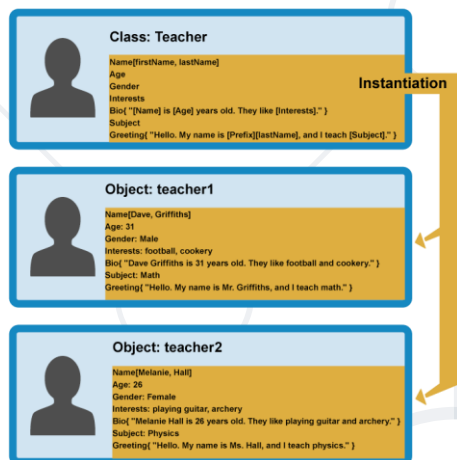 Class: Teacher
Name[firstName, lastName]
Age
Gender
Interests
Bio{ "[Name] is [Age] years old. They like [Interests]." }
Subject
Greeting{ "Hello. My name is [Prefix][lastName], and I teach [Subject]." }
Instantiation
Object: teacher1
Name[Dave, Griffiths]
Age: 31
Gender: Male
Interests: football, cookery
Bio{ "Dave Griffiths is 31 years old. They like football and cookery." }
Subject: Math
Greeting{ "Hello. My name is Mr. Griffiths, and I teach math." }
Object: teacher2
Name[Melanie, Hall]
Age: 26
Gender: Female
Interests: playing guitar, archery
Bio{ "Melanie Hall is 26 years old. They like playing guitar and archery." }
Subject: Physics
Greeting{ "Hello. My name is Ms. Hall, and I teach physics." }